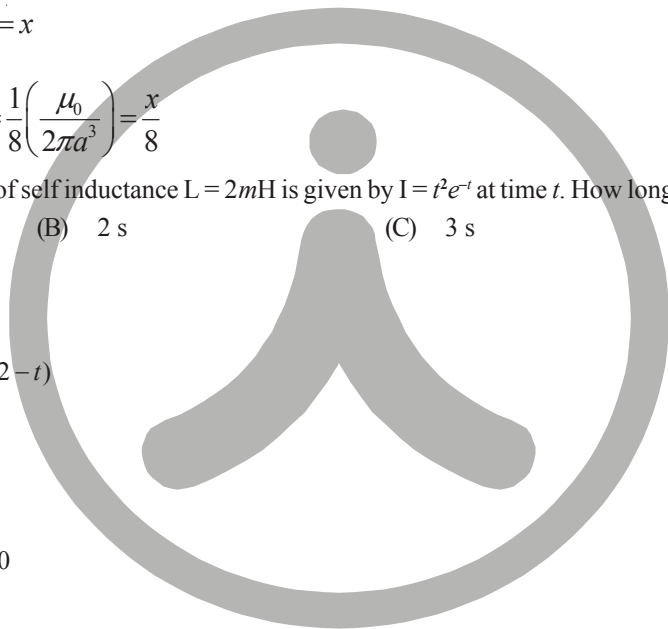 = x
= 1/8 (μ₀/2πa³) = x/8
of self inductance L = 2mH is given by I = t²e⁻ᵗ at time t. How long
(B) 2 s (C) 3 s
2 – t)
0